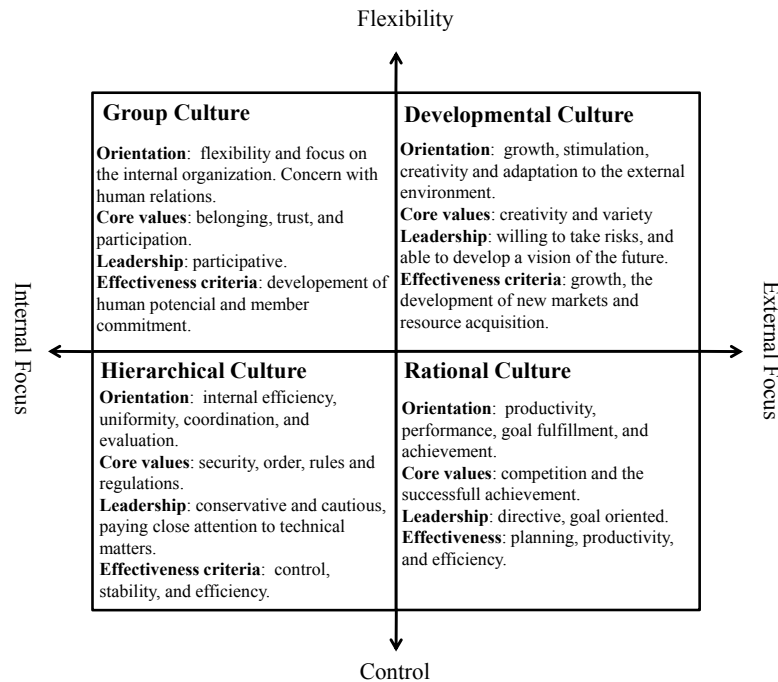 Flexibility
Group Culture
Orientation:  flexibility and focus on
the internal organization. Concern with
human relations.
Core values: belonging, trust, and
participation.
Leadership: participative.
Effectiveness criteria: developement of
human potencial and member
commitment.
Developmental Culture
Orientation:  growth, stimulation,
creativity and adaptation to the external
environment.
Core values: creativity and variety
Leadership: willing to take risks, and
able to develop a vision of the future.
Effectiveness criteria: growth, the
development of new markets and
resource acquisition.
Internal Focus
External Focus
Hierarchical Culture
Orientation:  internal efficiency,
uniformity, coordination, and
evaluation.
Core values: security, order, rules and
regulations.
Leadership: conservative and cautious,
paying close attention to technical
matters.
Effectiveness criteria:  control,
stability, and efficiency.
Rational Culture
Orientation: productivity,
performance, goal fulfillment, and
achievement.
Core values: competition and the
successfull achievement.
Leadership: directive, goal oriented.
Effectiveness: planning, productivity,
and efficiency.
Control